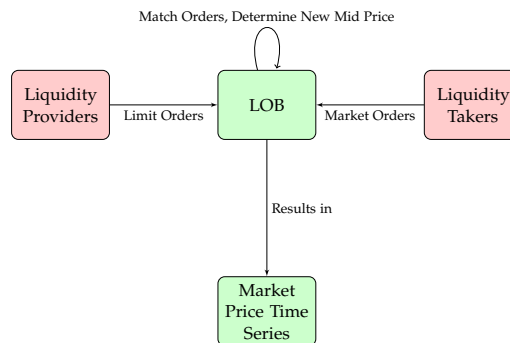 Match Orders, Determine New Mid Price
Liquidity
Providers
Limit Orders
LOB
Market Orders
Liquidity
Takers
Results in
Market
Price Time
Series